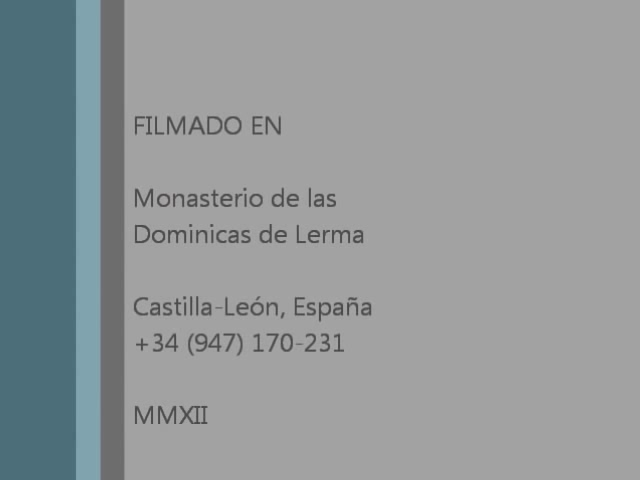 FILMADO EN
Monasterio de las
Dominicas de Lerma
Castilla-León, España
+34 (947) 170-231
MMXII